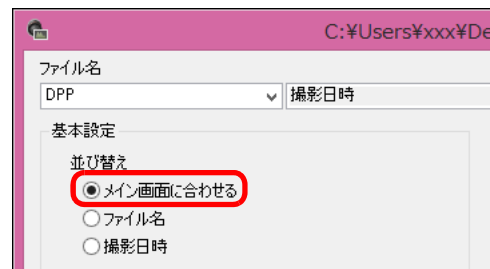 C:¥Users¥xxx¥De
ファイル名
DPP 撮影日時
基本設定
並び替え
メイン画面に合わせる
ファイル名
撮影日時